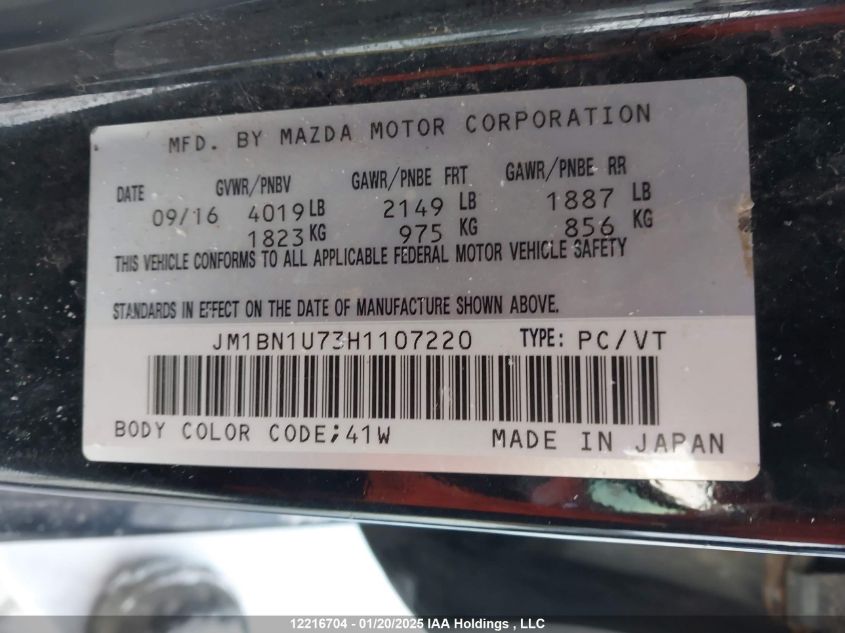 MFD. BY MAZDA MOTOR CORPORATION
DATE GVWR/PNBV GAWR/PNBE FRT GAWR/PNBE RR
09/16 4019 LB 2149 LB 1887 LB
1823 KG 975 KG 856 KG
THIS VEHICLE CONFORMS TO ALL APPLICABLE FEDERAL MOTOR VEHICLE SAFETY
STANDARDS IN EFFECT ON THE DATE OF MANUFACTURE SHOWN ABOVE.
JM1BN1U73H1107220 TYPE: PC/VT
BODY COLOR CODE;41W MADE IN JAPAN
12216704 - 01/20/2025 IAA Holdings , LLC